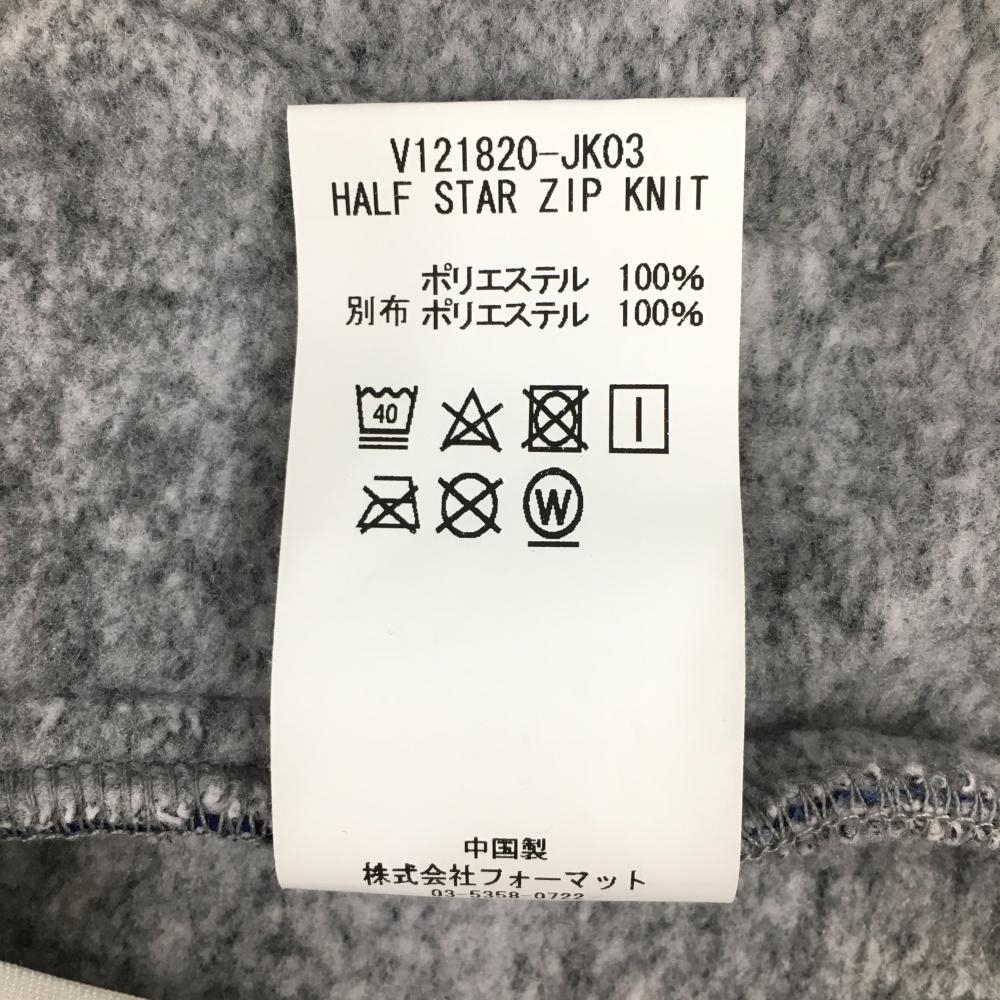 V121820-JK03
HALF STAR ZIP KNIT
ポリエステル 100%
別布 ポリエステル 100%
40
W
中国製
株式会社フォーマット
03-5358-0722